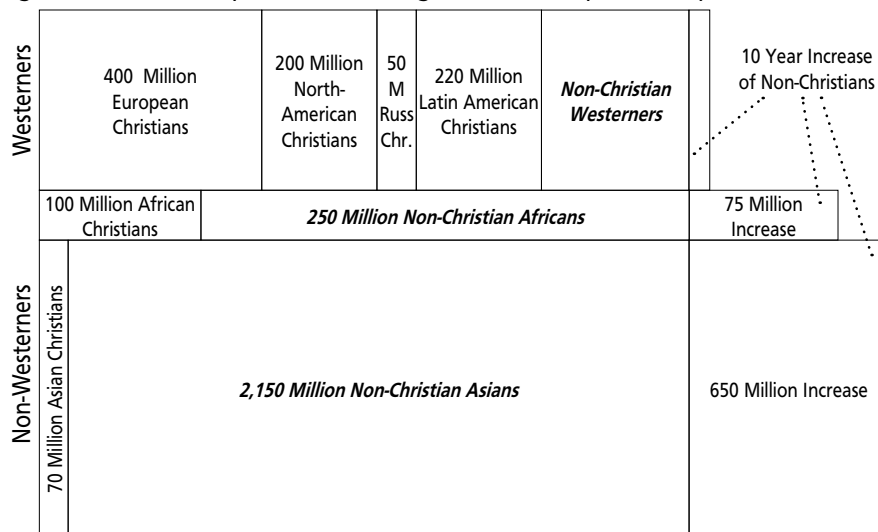 Westerners
400 Million
European
Christians
200 Million
North-
American
Christians
50
M
Russ
Chr.
220 Million
Latin American
Christians
Non-Christian
Westerners
10 Year Increase
of Non-Christians
100 Million African
Christians
250 Million Non-Christian Africans
75 Million
Increase
Non-Westerners
70 Million Asian Christians
2,150 Million Non-Christian Asians
650 Million Increase